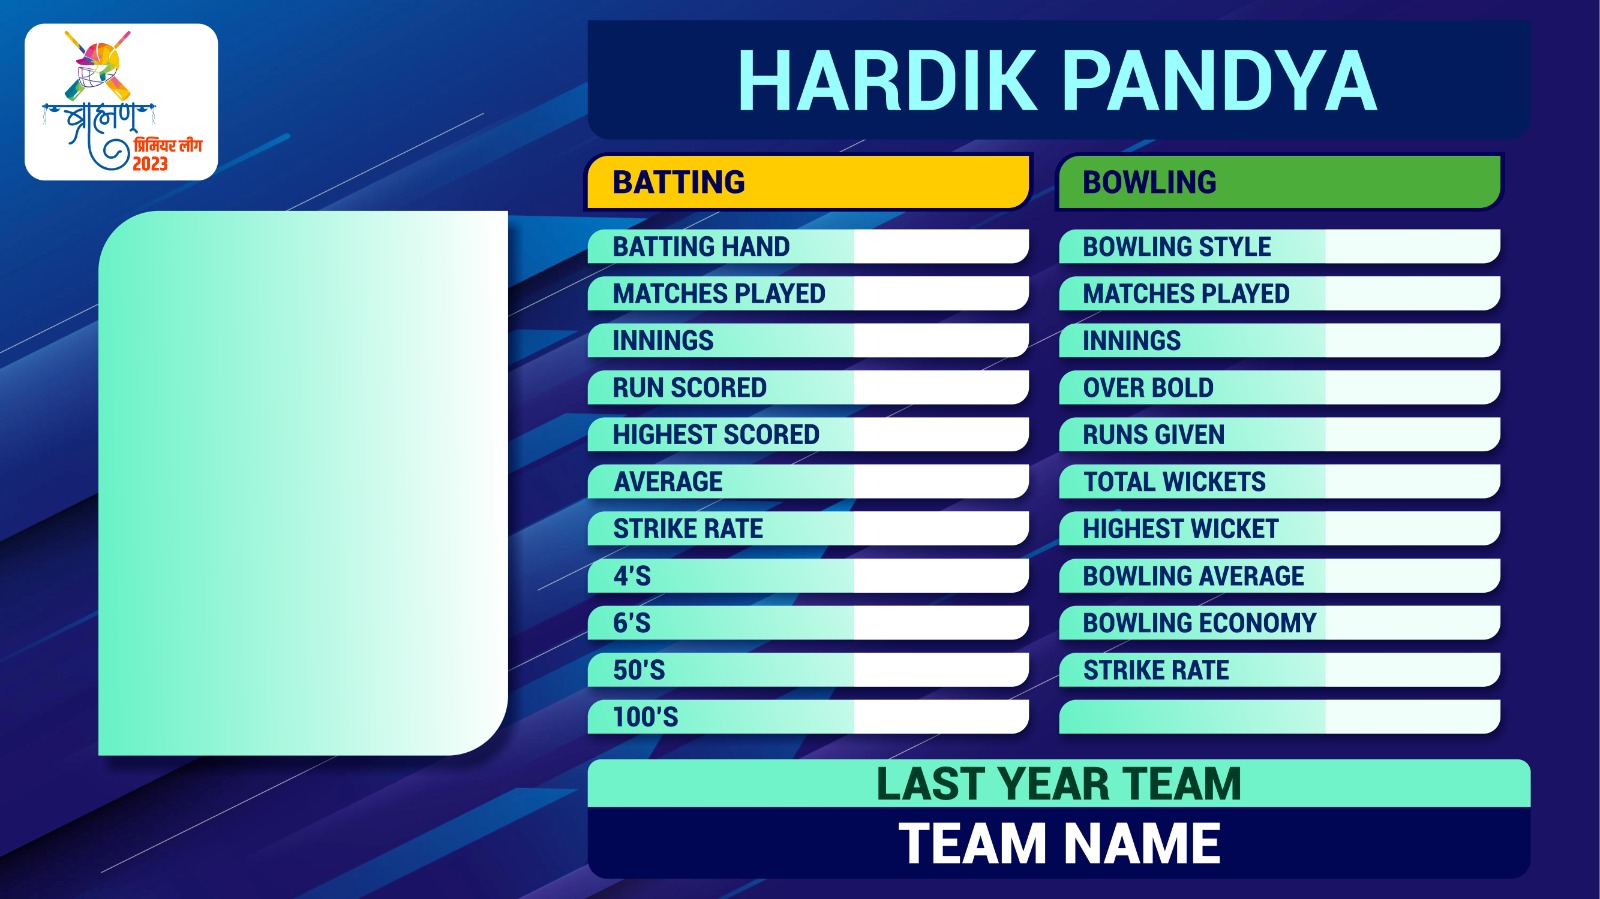 ब्राह्मण
प्रिमियर लीग
2023
HARDIK PANDYA
BATTING
BATTING HAND
MATCHES PLAYED
INNINGS
RUN SCORED
HIGHEST SCORED
AVERAGE
STRIKE RATE
4'S
6'S
50'S
100'S
BOWLING
BOWLING STYLE
MATCHES PLAYED
INNINGS
OVER BOLD
RUNS GIVEN
TOTAL WICKETS
HIGHEST WICKET
BOWLING AVERAGE
BOWLING ECONOMY
STRIKE RATE
LAST YEAR TEAM
TEAM NAME